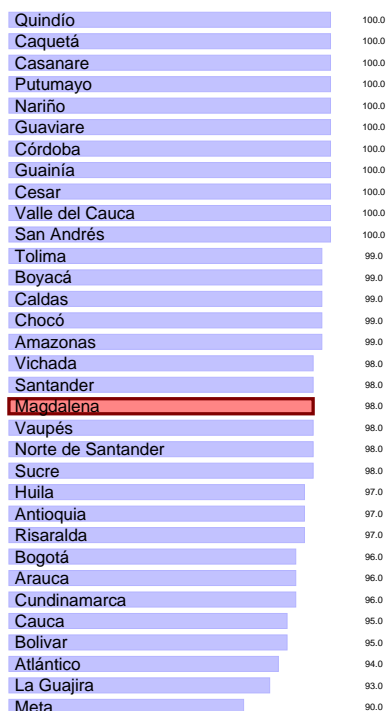 Quindío 100.0
Caquetá 100.0
Casanare 100.0
Putumayo 100.0
Nariño 100.0
Guaviare 100.0
Córdoba 100.0
Guainía 100.0
Cesar 100.0
Valle del Cauca 100.0
San Andrés 100.0
Tolima 99.0
Boyacá 99.0
Caldas 99.0
Chocó 99.0
Amazonas 99.0
Vichada 98.0
Santander 98.0
Magdalena 98.0
Vaupés 98.0
Norte de Santander 98.0
Sucre 98.0
Huila 97.0
Antioquia 97.0
Risaralda 97.0
Bogotá 96.0
Arauca 96.0
Cundinamarca 96.0
Cauca 95.0
Bolivar 95.0
Atlántico 94.0
La Guajira 93.0
Meta 90.0